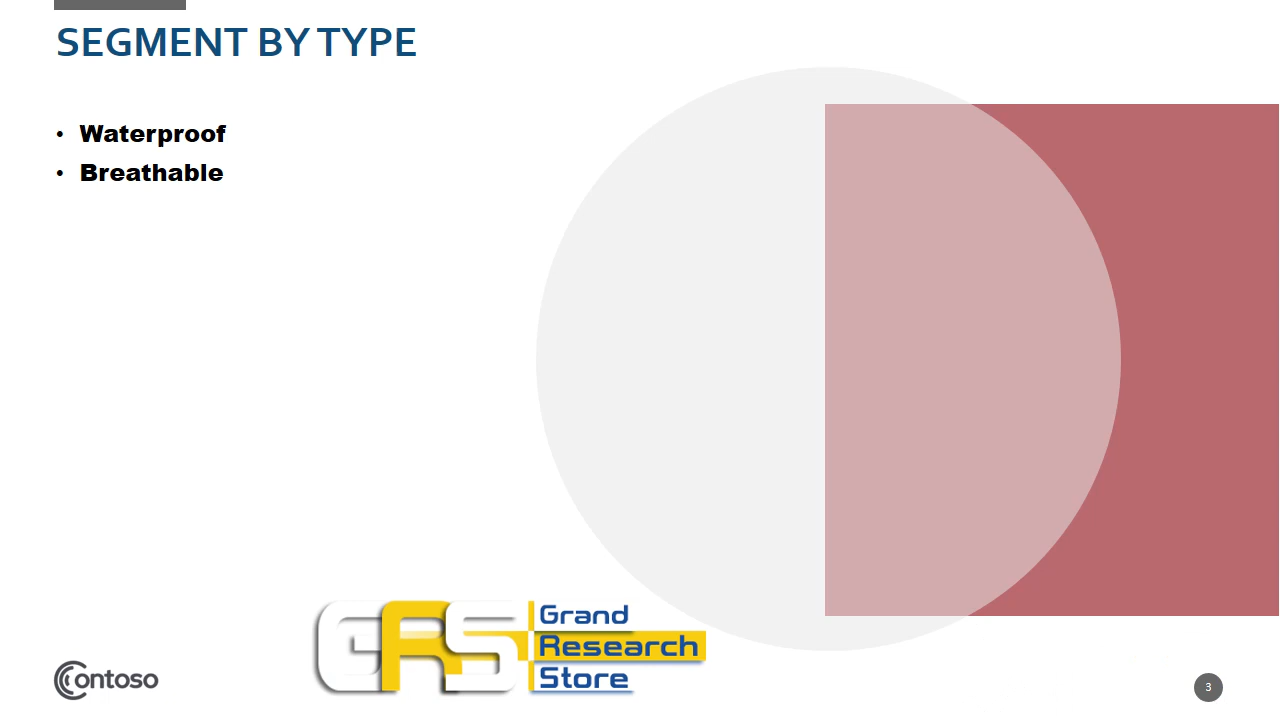 SEGMENT BY TYPE
• Waterproof
• Breathable
GRS
Grand
Research
Store
Contoso
3